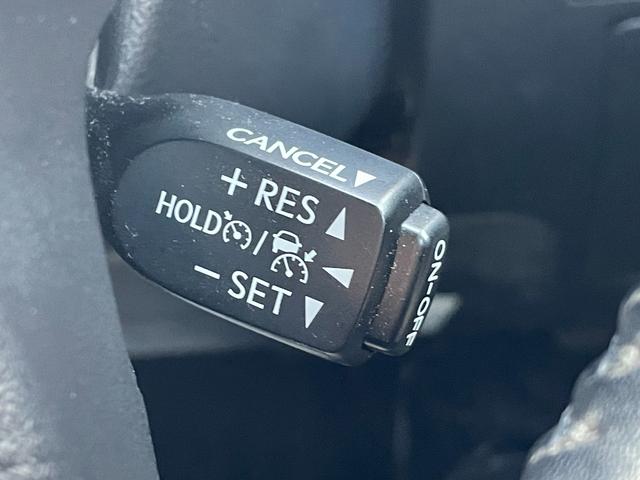 CANCEL▼
+ RES ▲
HOLD / ◀
− SET ▼
ON-OFF